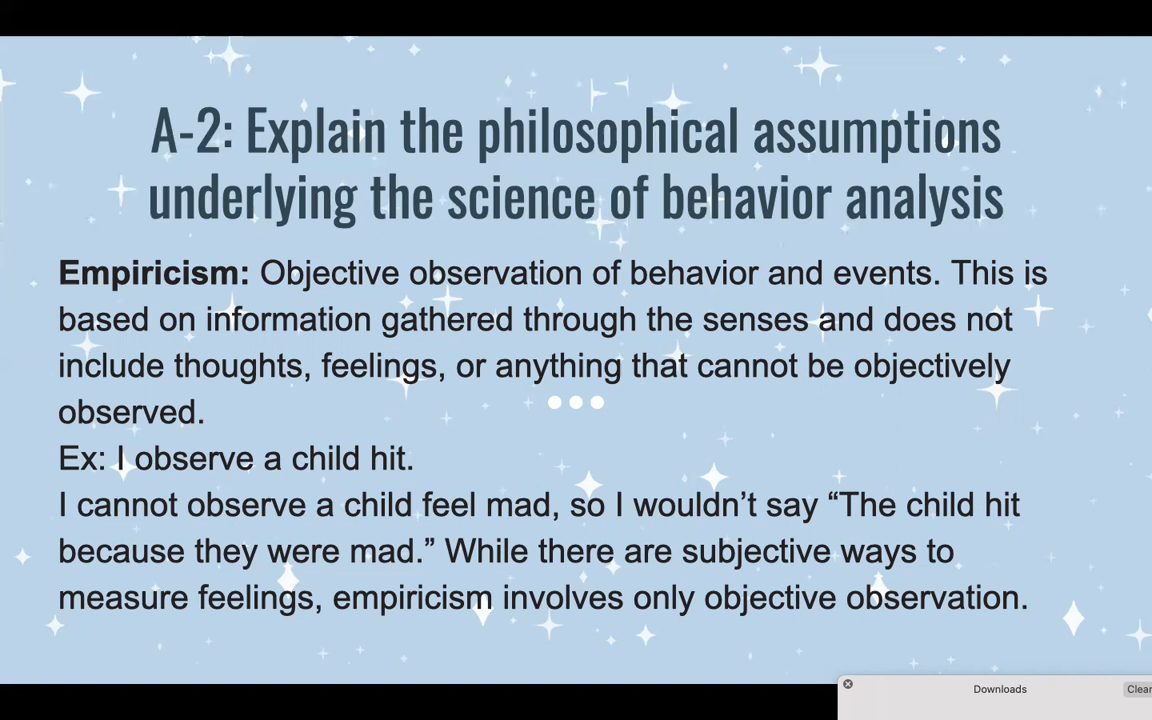 A-2: Explain the philosophical assumptions
underlying the science of behavior analysis
Empiricism: Objective observation of behavior and events. This is
based on information gathered through the senses and does not
include thoughts, feelings, or anything that cannot be objectively
observed.
Ex: I observe a child hit.
I cannot observe a child feel mad, so I wouldn’t say “The child hit
because they were mad.” While there are subjective ways to
measure feelings, empiricism involves only objective observation.
Downloads
Clear